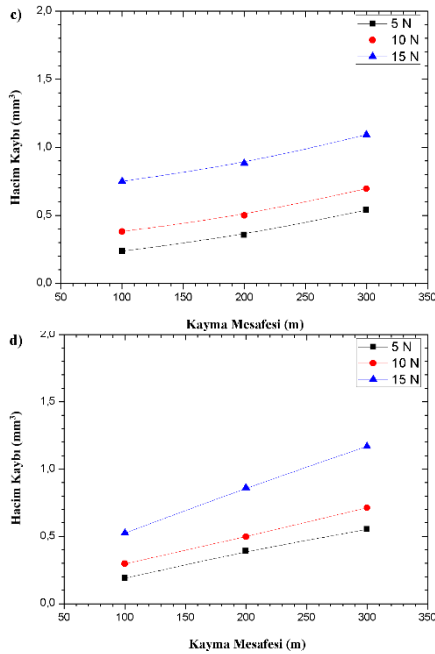 c)
2,0
1,5
1,0
0,5
0,0
Hacim Kaybı (mm³)
5 N
10 N
15 N
50 100 150 200 250 300 350
Kayma Mesafesi (m)
d)
2,0
1,5
1,0
0,5
0,0
Hacim Kaybı (mm³)
5 N
10 N
15 N
50 100 150 200 250 300 350
Kayma Mesafesi (m)